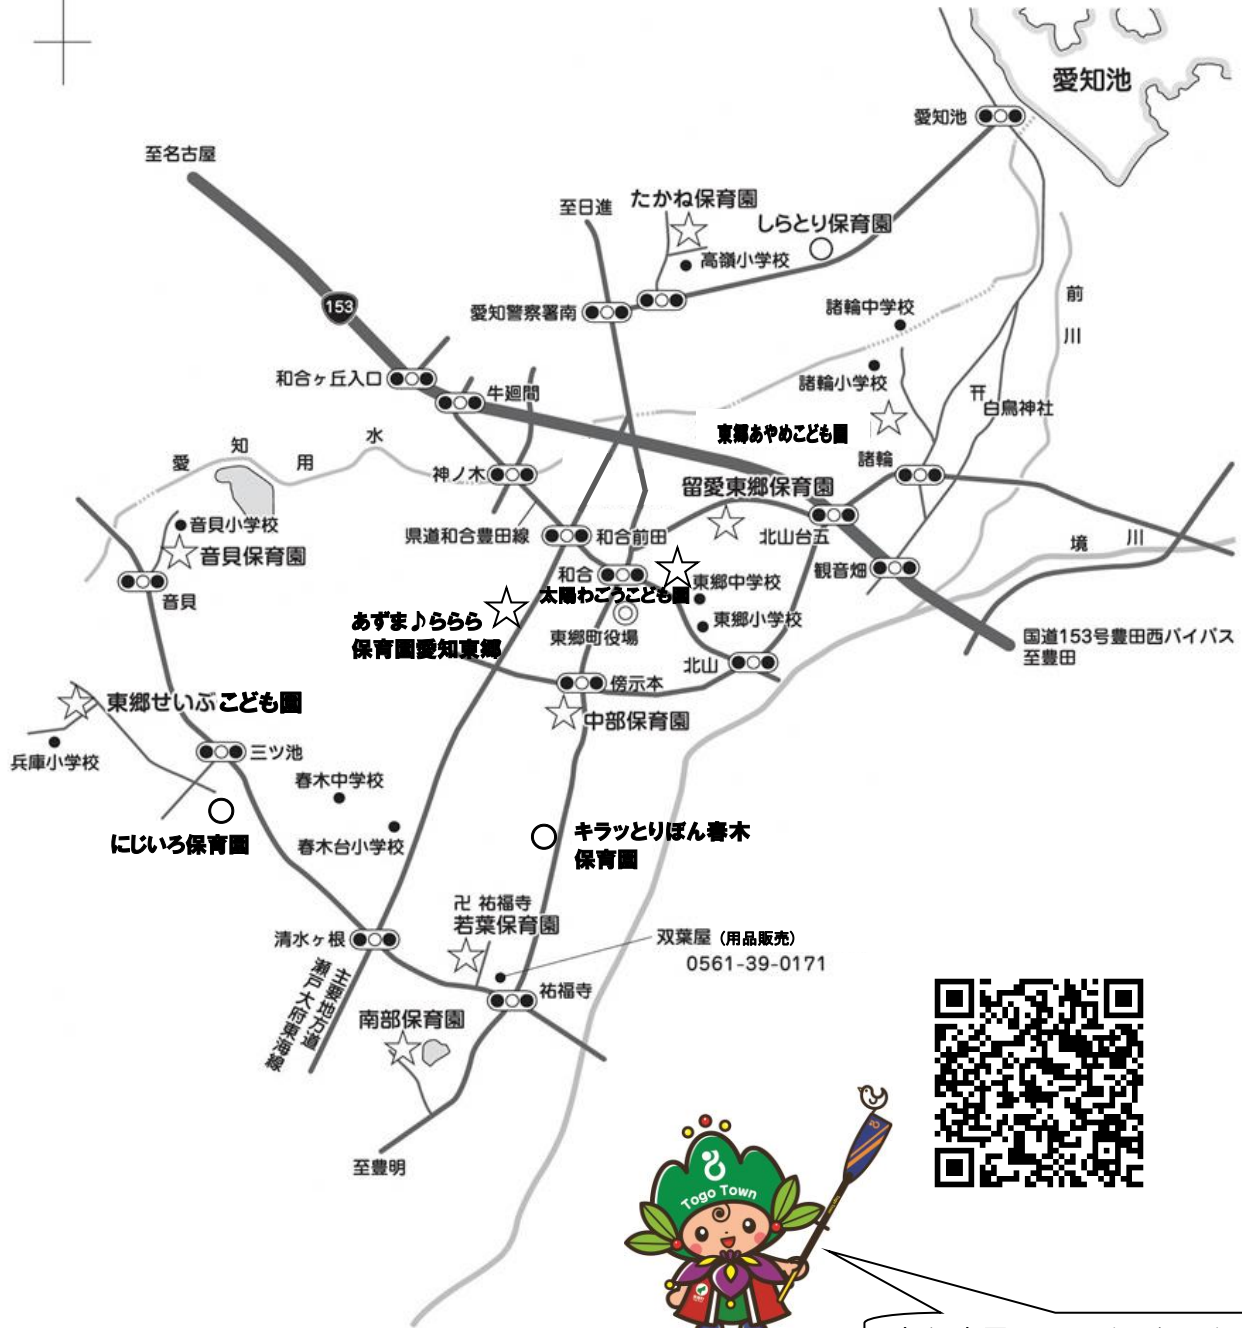 愛知池
愛知池
至名古屋
至日進
たかね保育園
しらとり保育園
高嶺小学校
153
愛知警察署南
諸輪中学校
前川
和合ヶ丘入口
牛廻間
諸輪小学校
白鳥神社
東郷あやめこども園
愛知用水
神ノ木
諸輪
留愛東郷保育園
音貝小学校
音貝保育園
県道和合豊田線
和合前田
北山台五
境川
音貝
和合
観音畑
東郷中学校
太陽わごうこども園
あずま♪ららら
保育園愛知東郷
東郷町役場
東郷小学校
国道153号豊田西バイパス
至豊田
北山
傍示本
東郷せいぶこども園
中部保育園
兵庫小学校
三ツ池
春木中学校
にじいろ保育園
春木台小学校
キラッとりぼん春木
保育園
卍 祐福寺
若葉保育園
清水ヶ根
双葉屋（用品販売）
0561-39-0171
主要地方道
瀬戸大府東海線
祐福寺
南部保育園
至豊明
Togo Town